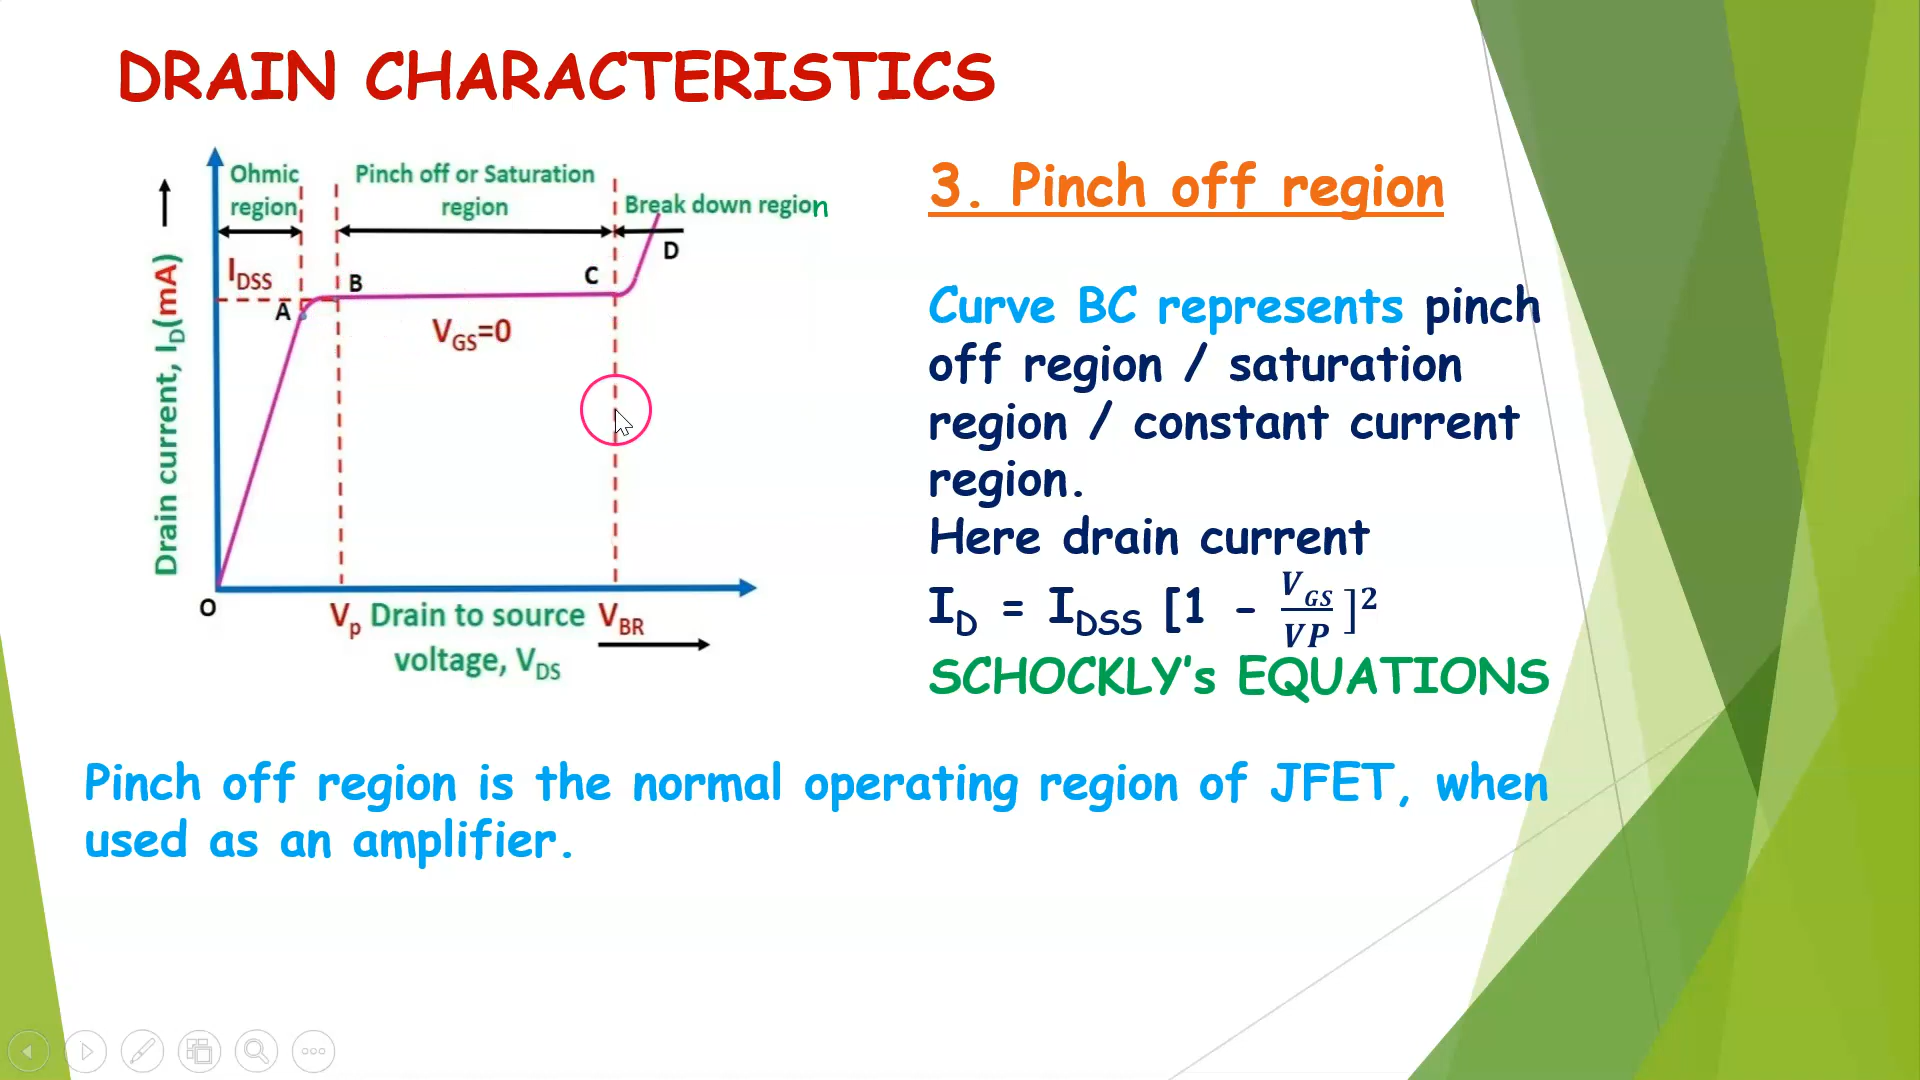 DRAIN CHARACTERISTICS
Ohmic
region
Pinch off or Saturation
region
Break down region
D
I_DSS
A
B
C
V_GS=0
Drain current, I_D(mA)
O
V_p
Drain to source
voltage, V_DS
V_BR
3. Pinch off region
Curve BC represents pinch
off region / saturation
region / constant current
region.
Here drain current
I_D = I_DSS [1 - V_GS/VP ]²
SCHOCKLY's EQUATIONS
Pinch off region is the normal operating region of JFET, when
used as an amplifier.